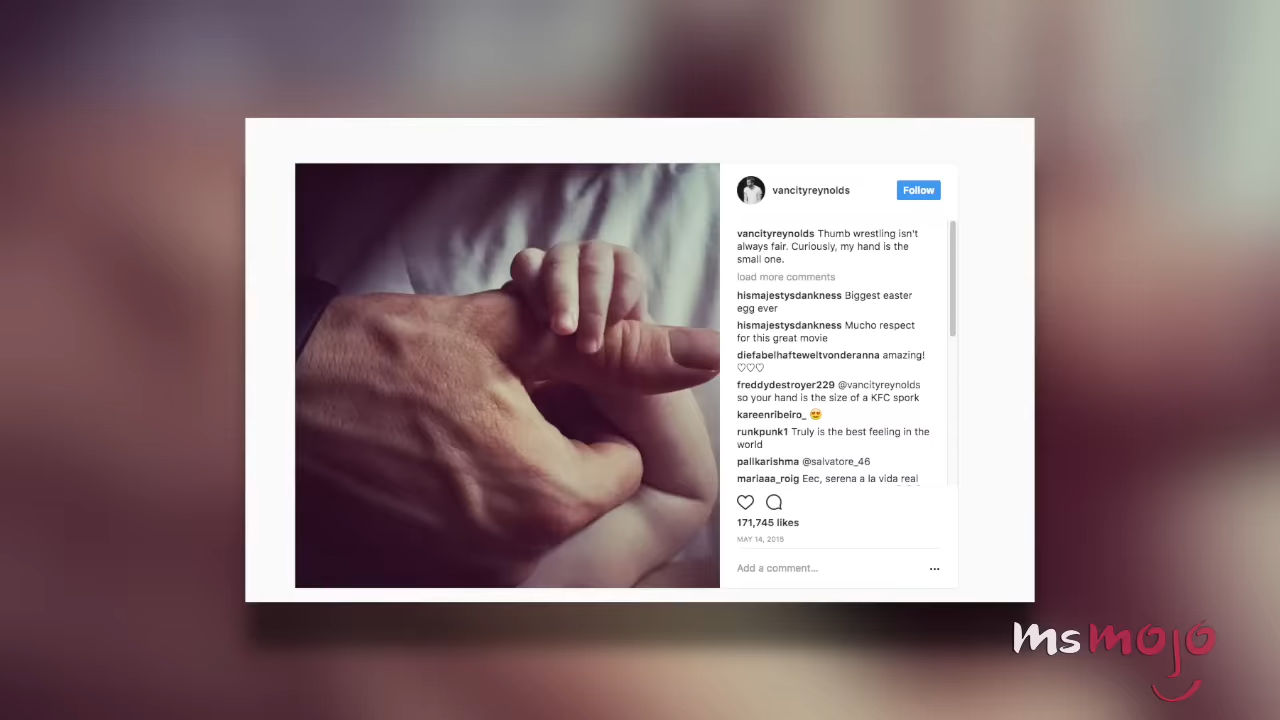 vancityreynolds
Follow
vancityreynolds Thumb wrestling isn't
always fair. Curiously, my hand is the
small one.
load more comments
hismajestysdankness Biggest easter
egg ever
hismajestysdankness Mucho respect
for this great movie
diefabelhafteweltvonderanna amazing!
♡♡♡
freddydestroyer229 @vancityreynolds
so your hand is the size of a KFC spork
kareenribeiro_ 😍
runkpunk1 Truly is the best feeling in the
world
pallkarishma @salvatore_46
mariaaa_roig Eec, serena a la vida real
171,745 likes
MAY 14, 2015
Add a comment...
msmojo